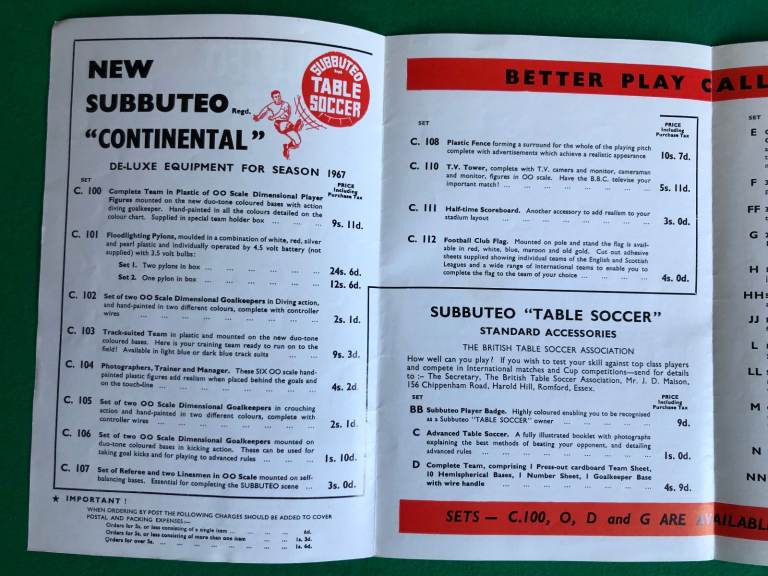 NEW
SUBBUTEO Regd.
"CONTINENTAL"
SUBBUTEO
TABLE
SOCCER
DE-LUXE EQUIPMENT FOR SEASON 1967
SET
PRICE
Including
Purchase Tax
C. 100 Complete Team in Plastic of OO Scale Dimensional Player
Figures mounted on the new duo-tone coloured bases with action
diving goalkeeper. Hand-painted in all the colours detailed on the
colour chart. Supplied in special team holder box ... ... 9s. 11d.
C. 101 Floodlighting Pylons, moulded in a combination of white, red, silver
and pearl plastic and individually operated by 4.5 volt battery (not
supplied) with 3.5 volt bulbs:
Set 1. Two pylons in box ... ... ... ... ... 24s. 6d.
Set 2. One pylon in box ... ... ... ... ... 12s. 6d.
C. 102 Set of two OO Scale Dimensional Goalkeepers in Diving action,
and hand-painted in two different colours, complete with controller
wires ... ... ... ... ... ... ... 2s. 1d.
C. 103 Track-suited Team in plastic and mounted on the new duo-tone
coloured bases. Here is your training team ready to run on to the
field! Available in light blue or dark blue track suits ... ... 9s. 3d.
C. 104 Photographers, Trainer and Manager. These SIX OO scale hand-
painted plastic figures add realism when placed behind the goals and
on the touch-line ... ... ... ... ... ... 4s. 2d.
C. 105 Set of two OO Scale Dimensional Goalkeepers in crouching
action and hand-painted in two different colours, complete with
controller wires ... ... ... ... ... ... 2s. 1d.
C. 106 Set of two OO Scale Dimensional Goalkeepers mounted on
duo-tone coloured bases in kicking action. These can be used for
taking goal kicks and for playing to advanced rules ... ... 1s. 10d.
C. 107 Set of Referee and two Linesmen in OO Scale mounted on self-
balancing bases. Essential for completing the SUBBUTEO scene ... 3s. 0d.
★ IMPORTANT!
WHEN ORDERING BY POST THE FOLLOWING CHARGES SHOULD BE ADDED TO COVER
POSTAL AND PACKING EXPENSES—
Orders for 5s. or less consisting of a single item ... ... ... 6d.
Orders for 5s. or less consisting of more than one item ... ... 1s. 3d.
Orders for over 5s. ... ... ... ... ... 1s. 6d.
BETTER PLAY CALL
SET
PRICE
Including
Purchase Tax
C. 108 Plastic Fence forming a surround for the whole of the playing pitch
complete with advertisements which achieve a realistic appearance 10s. 7d.
C. 110 T.V. Tower, complete with T.V. camera and monitor, cameraman
and monitor, figures in OO scale. Have the B.B.C. televise your
important match! ... ... ... ... ... ... 5s. 11d.
C. 111 Half-time Scoreboard. Another accessory to add realism to your
stadium layout ... ... ... ... ... ... 3s. 0d.
C. 112 Football Club Flag. Mounted on pole and stand the flag is avail-
able in red, white, blue, maroon and old gold. Cut out adhesive
sheets supplied showing individual teams of the English and Scottish
Leagues and a wide range of international teams to enable you to
complete the flag to the team of your choice ... ... ... 4s. 0d.
SUBBUTEO "TABLE SOCCER"
STANDARD ACCESSORIES
THE BRITISH TABLE SOCCER ASSOCIATION
How well can you play? If you wish to test your skill against top class players
and compete in International matches and Cup competitions—send for details
to :- The Secretary, The British Table Soccer Association, Mr. J. D. Maison,
156 Chippenham Road, Harold Hill, Romford, Essex.
SET
PRICE
Including
Purchase Tax
BB Subbuteo Player Badge. Highly coloured enabling you to be recognised
as a Subbuteo "TABLE SOCCER" owner ... ... ... ... 9d.
C Advanced Table Soccer. A fully illustrated booklet with photographs
explaining the best methods of beating your opponent, and detailing
advanced rules ... ... ... ... ... ... 1s. 0d.
D Complete Team, comprising 1 Press-out cardboard Team Sheet,
10 Hemispherical Bases, 1 Number Sheet, 1 Goalkeeper Base
with wire handle ... ... ... ... ... ... 4s. 9d.
SETS — C.100, O, D and G ARE AVAILABL
SET
E
F
FF
G
H
HH
JJ
L
LL
M
N
NN